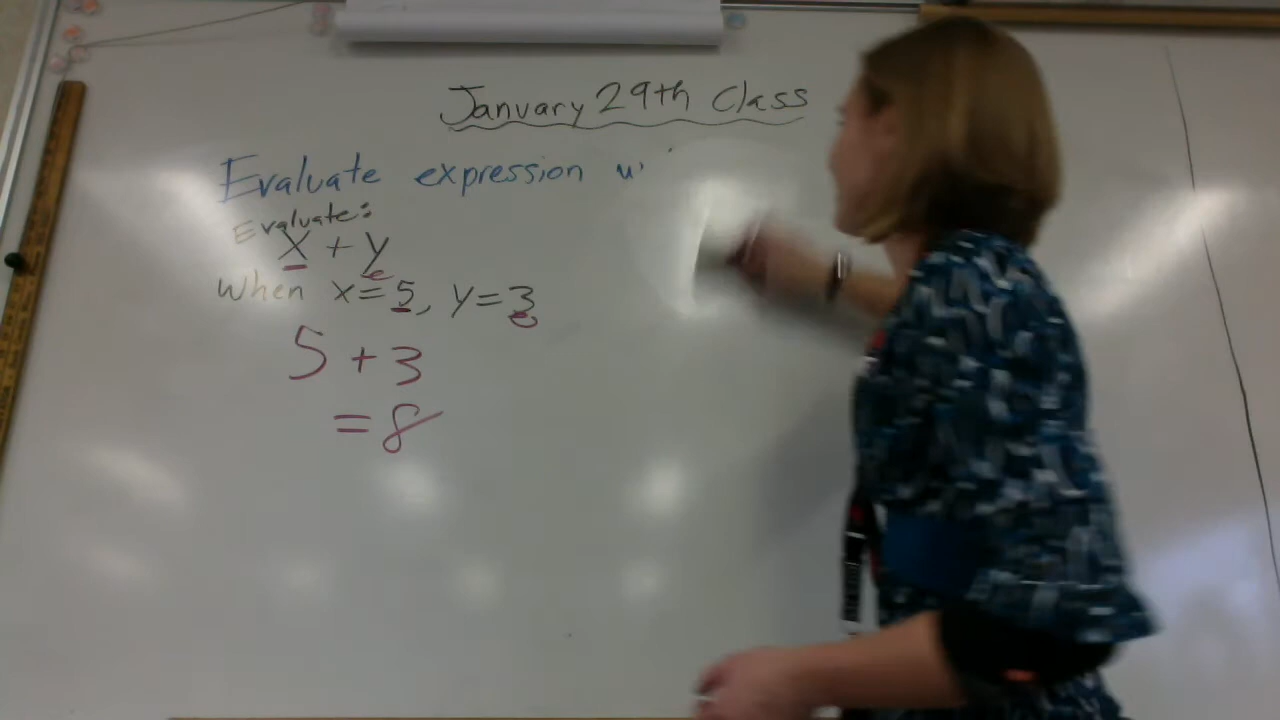 January 29th Class
Evaluate expression
Evaluate:
x + y
when x=5, y=3
5 + 3
= 8